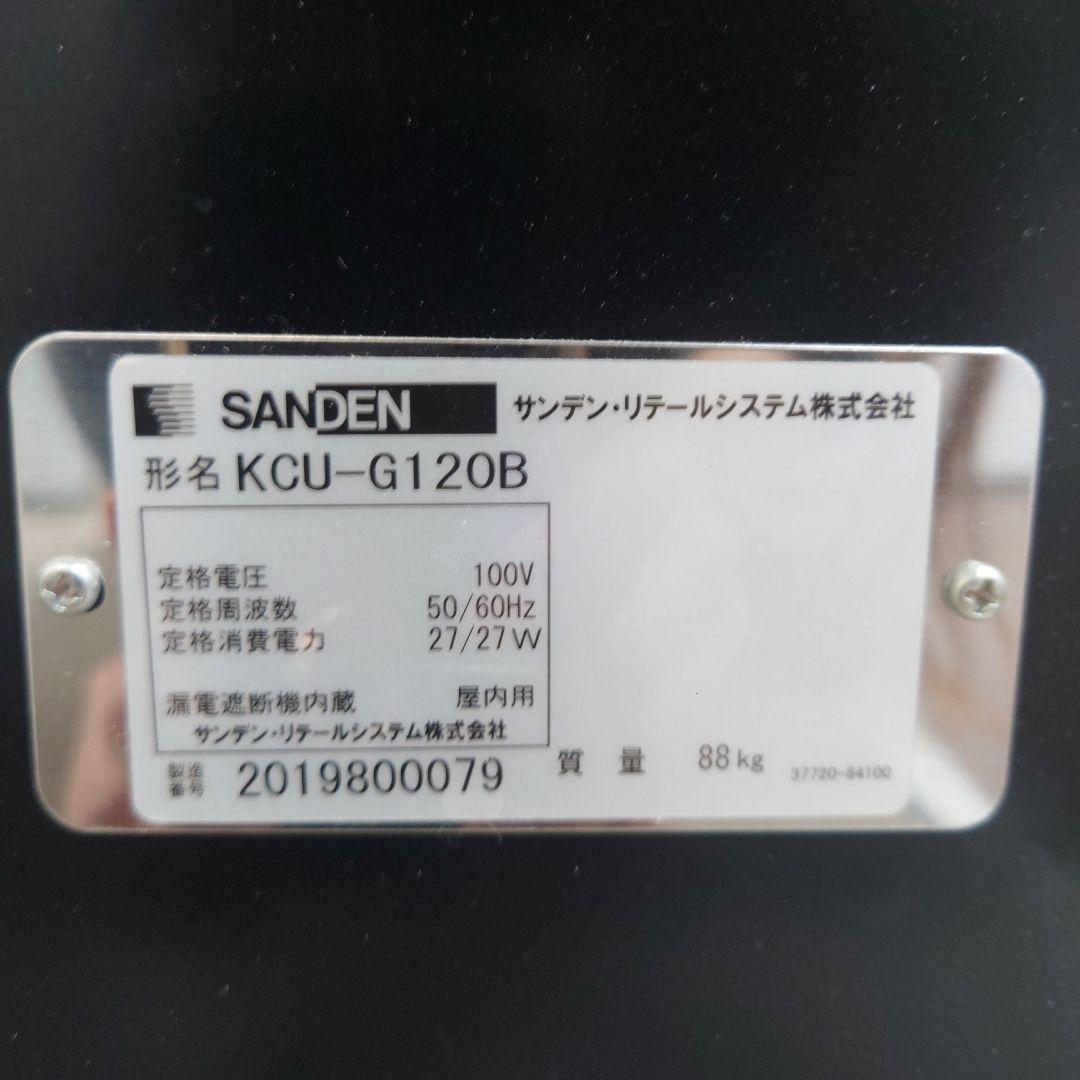 SANDEN サンデン・リテールシステム株式会社
形名 KCU-G120B
定格電圧 100V
定格周波数 50/60Hz
定格消費電力 27/27W
漏電遮断機内蔵 屋内用
サンデン・リテールシステム株式会社
製造番号 2019800079 質量 88kg 37720-84100